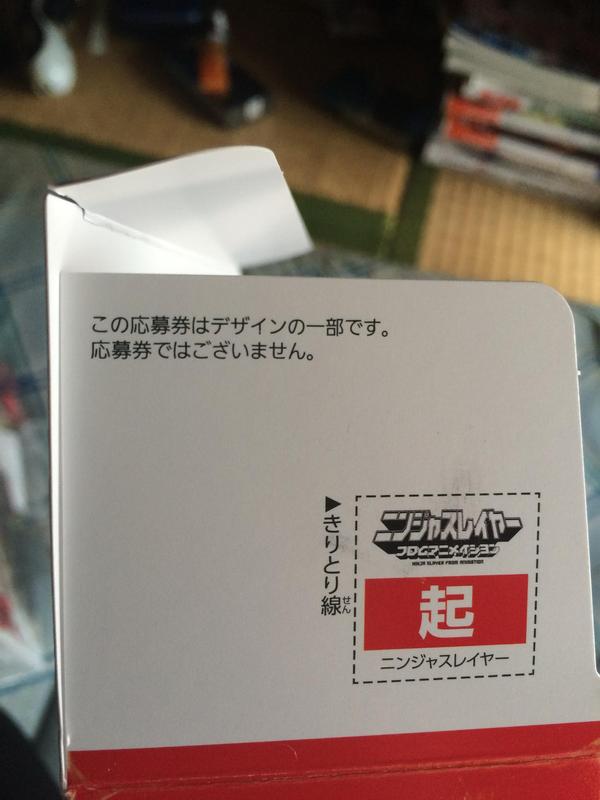 この応募券はデザインの一部です。
応募券ではございません。
▶きりとり線
せん
ニンジャスレイヤー
フロムアニメイシヨン
NINJA SLAYER FROM ANIMATION
起
ニンジャスレイヤー